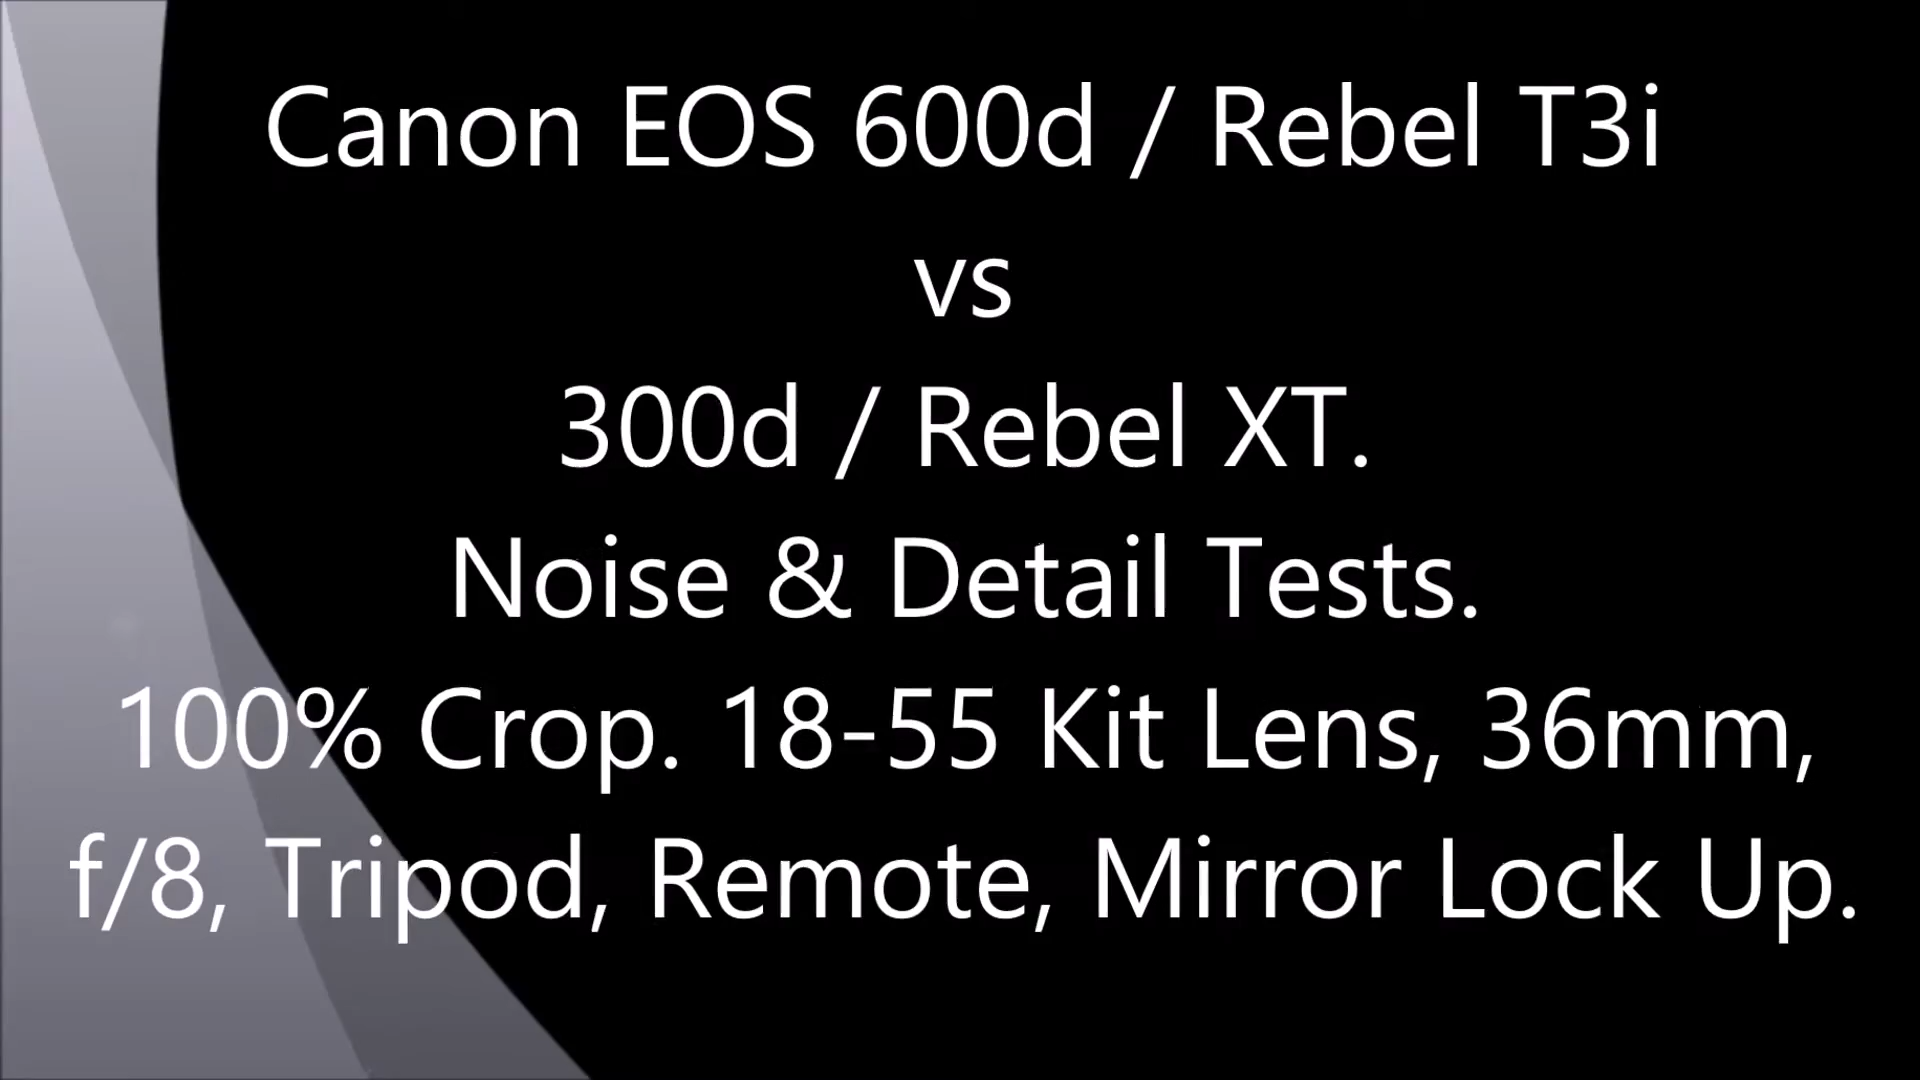 Canon EOS 600d / Rebel T3i
vs
300d / Rebel XT.
Noise & Detail Tests.
100% Crop. 18-55 Kit Lens, 36mm,
f/8, Tripod, Remote, Mirror Lock Up.